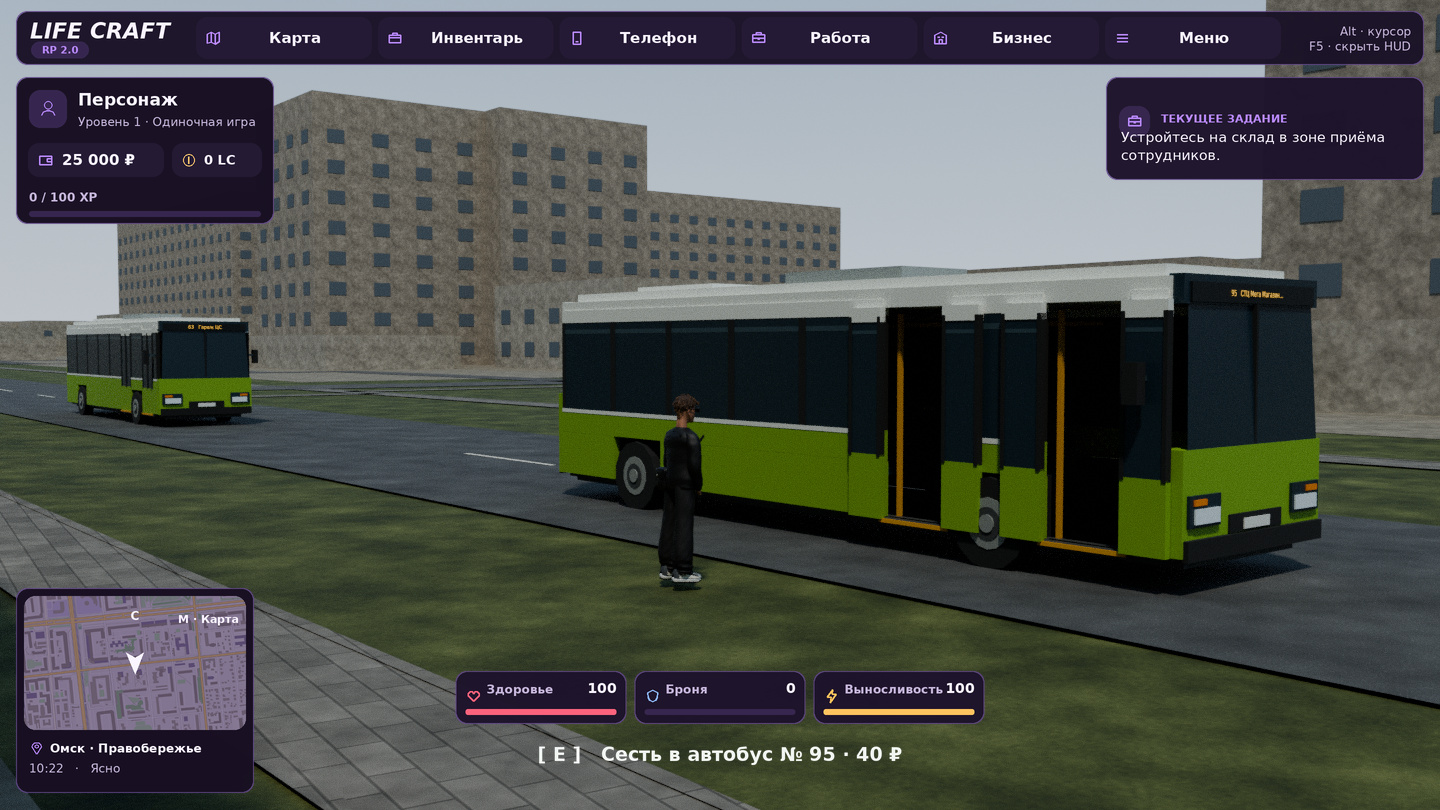 LIFE CRAFT
RP 2.0
Карта
Инвентарь
Телефон
Работа
Бизнес
Меню
Alt · курсор
F5 · скрыть HUD
Персонаж
Уровень 1 · Одиночная игра
25 000 ₽
0 LC
0 / 100 XP
ТЕКУЩЕЕ ЗАДАНИЕ
Устройтесь на склад в зоне приёма
сотрудников.
95
63
С
М · Карта
Омск · Правобережье
10:22 · Ясно
Здоровье 100
Броня 0
Выносливость 100
[ E ] Сесть в автобус № 95 · 40 ₽